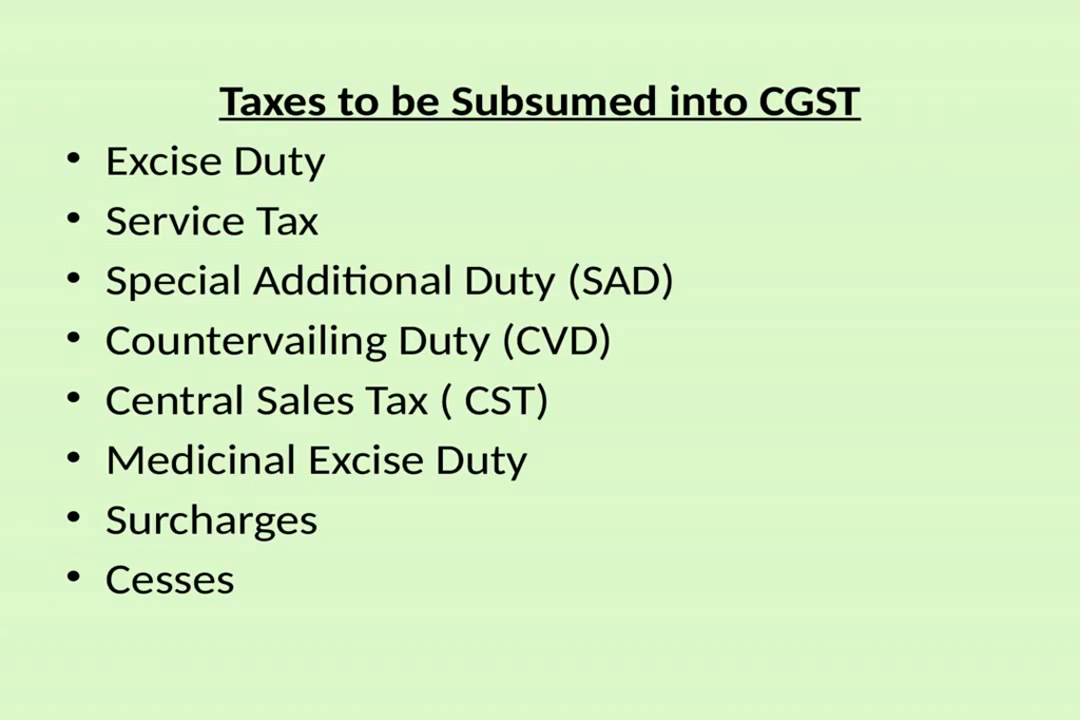 Taxes to be Subsumed into CGST
• Excise Duty
• Service Tax
• Special Additional Duty (SAD)
• Countervailing Duty (CVD)
• Central Sales Tax ( CST)
• Medicinal Excise Duty
• Surcharges
• Cesses